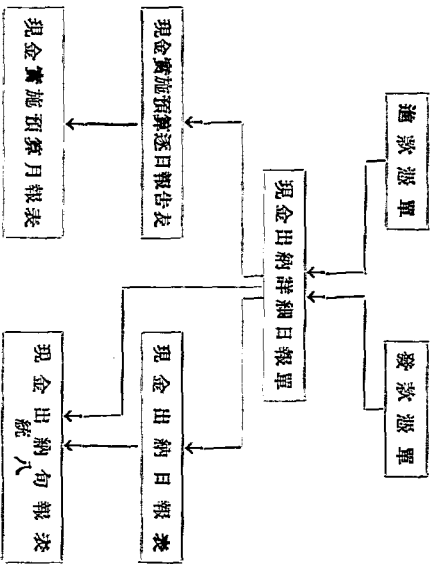 進款憑單
發款憑單
現金出納詳細日報單
現金實施預算逐日報告表
現金出納日報表
現金實施預算月報表
現金出納旬報表
統八